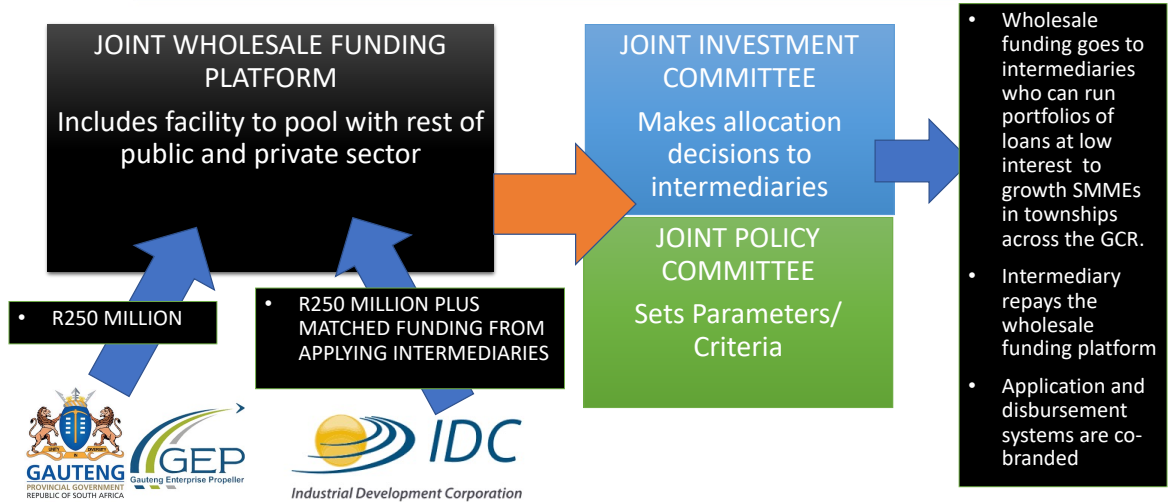 JOINT WHOLESALE FUNDING
PLATFORM
Includes facility to pool with rest of
public and private sector
• R250 MILLION
• R250 MILLION PLUS
MATCHED FUNDING FROM
APPLYING INTERMEDIARIES
GAUTENG
PROVINCIAL GOVERNMENT
REPUBLIC OF SOUTH AFRICA
GEP
Gauteng Enterprise Propeller
IDC
Industrial Development Corporation
JOINT INVESTMENT
COMMITTEE
Makes allocation
decisions to
intermediaries
JOINT POLICY
COMMITTEE
Sets Parameters/
Criteria
• Wholesale
funding goes to
intermediaries
who can run
portfolios of
loans at low
interest to
growth SMMEs
in townships
across the GCR.
• Intermediary
repays the
wholesale
funding platform
• Application and
disbursement
systems are co-
branded